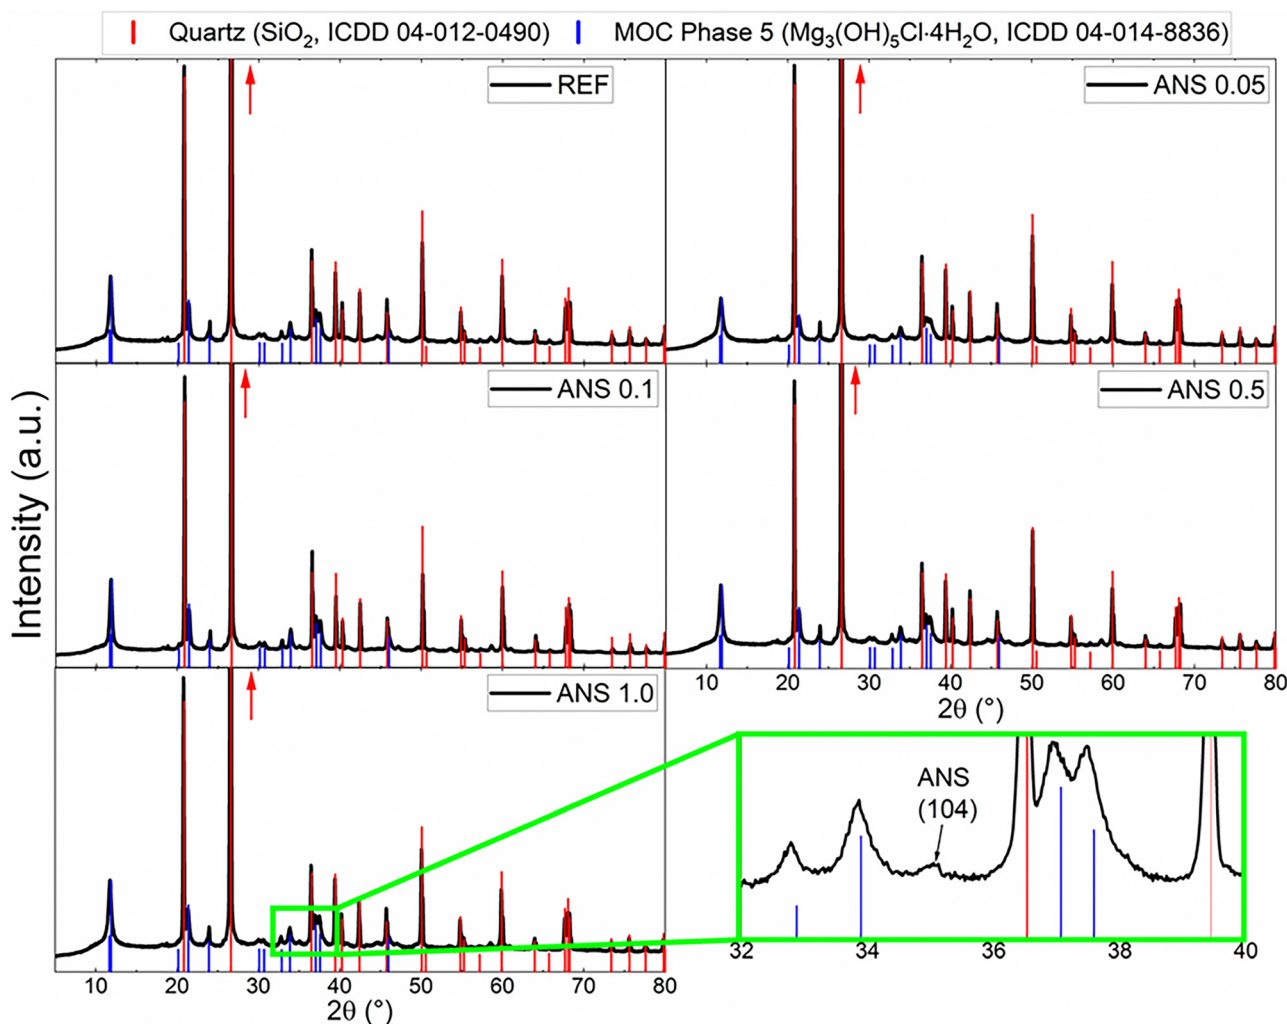 Quartz (SiO₂, ICDD 04-012-0490) MOC Phase 5 (Mg₃(OH)₅Cl·4H₂O, ICDD 04-014-8836)
REF
ANS 0.05
ANS 0.1
ANS 0.5
Intensity (a.u.)
10 20 30 40 50 60 70 80
2θ (°)
ANS 1.0
ANS
(104)
32 34 36 38 40
10 20 30 40 50 60 70 80
2θ (°)